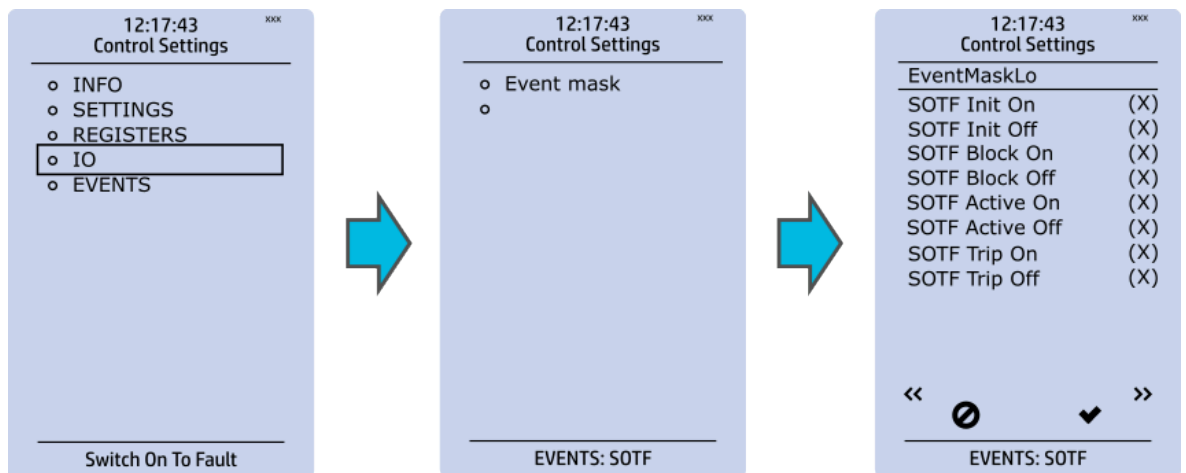 12:17:43 xxx
Control Settings
INFO
SETTINGS
REGISTERS
IO
EVENTS
Switch On To Fault
12:17:43 xxx
Control Settings
Event mask
EVENTS: SOTF
12:17:43 xxx
Control Settings
EventMaskLo
SOTF Init On (X)
SOTF Init Off (X)
SOTF Block On (X)
SOTF Block Off (X)
SOTF Active On (X)
SOTF Active Off (X)
SOTF Trip On (X)
SOTF Trip Off (X)
<< >>
EVENTS: SOTF